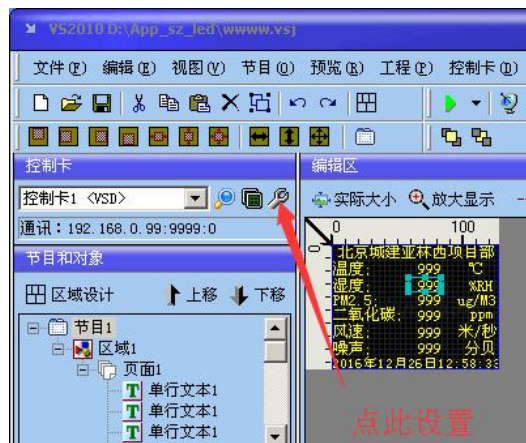 VS2010 D:\App_sz_led\wwww.vsj
文件(F) 编辑(E) 视图(V) 节目(O) 预览(R) 工程(P) 控制卡(D)
控制卡
编辑区
控制卡1 <VSD>
实际大小 放大显示
通讯：192.168.0.99:9999:0
0 100
节目和对象
0
区域设计 上移 下移
北京城建亚林西项目部
温度： 999 ℃
湿度： 999 %RH
PM2.5： 999 ug/M3
二氧化碳： 999 ppm
风速： 999 米/秒
噪声： 999 分贝
2016年12月26日12:58:33
节目1
区域1
页面1
单行文本1
单行文本1
单行文本1
点此设置